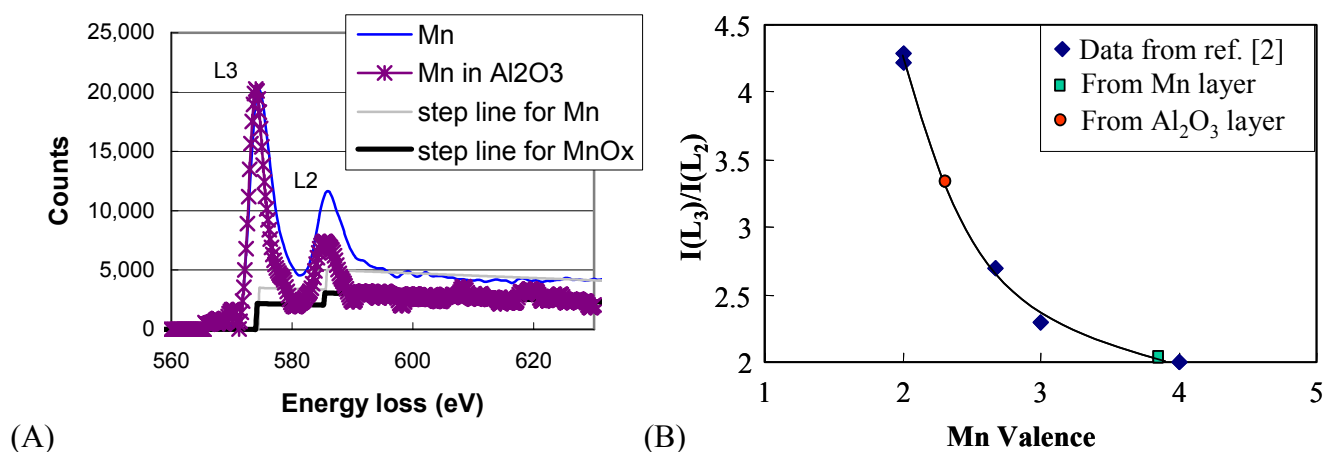 25,000
20,000
15,000
10,000
5,000
0
560
580
600
620
Counts
Energy loss (eV)
L3
L2
Mn
Mn in Al2O3
step line for Mn
step line for MnOx
(A)
4.5
4
3.5
3
2.5
2
1
2
3
4
5
I(L₃)/I(L₂)
Mn Valence
Data from ref. [2]
From Mn layer
From Al₂O₃ layer
(B)